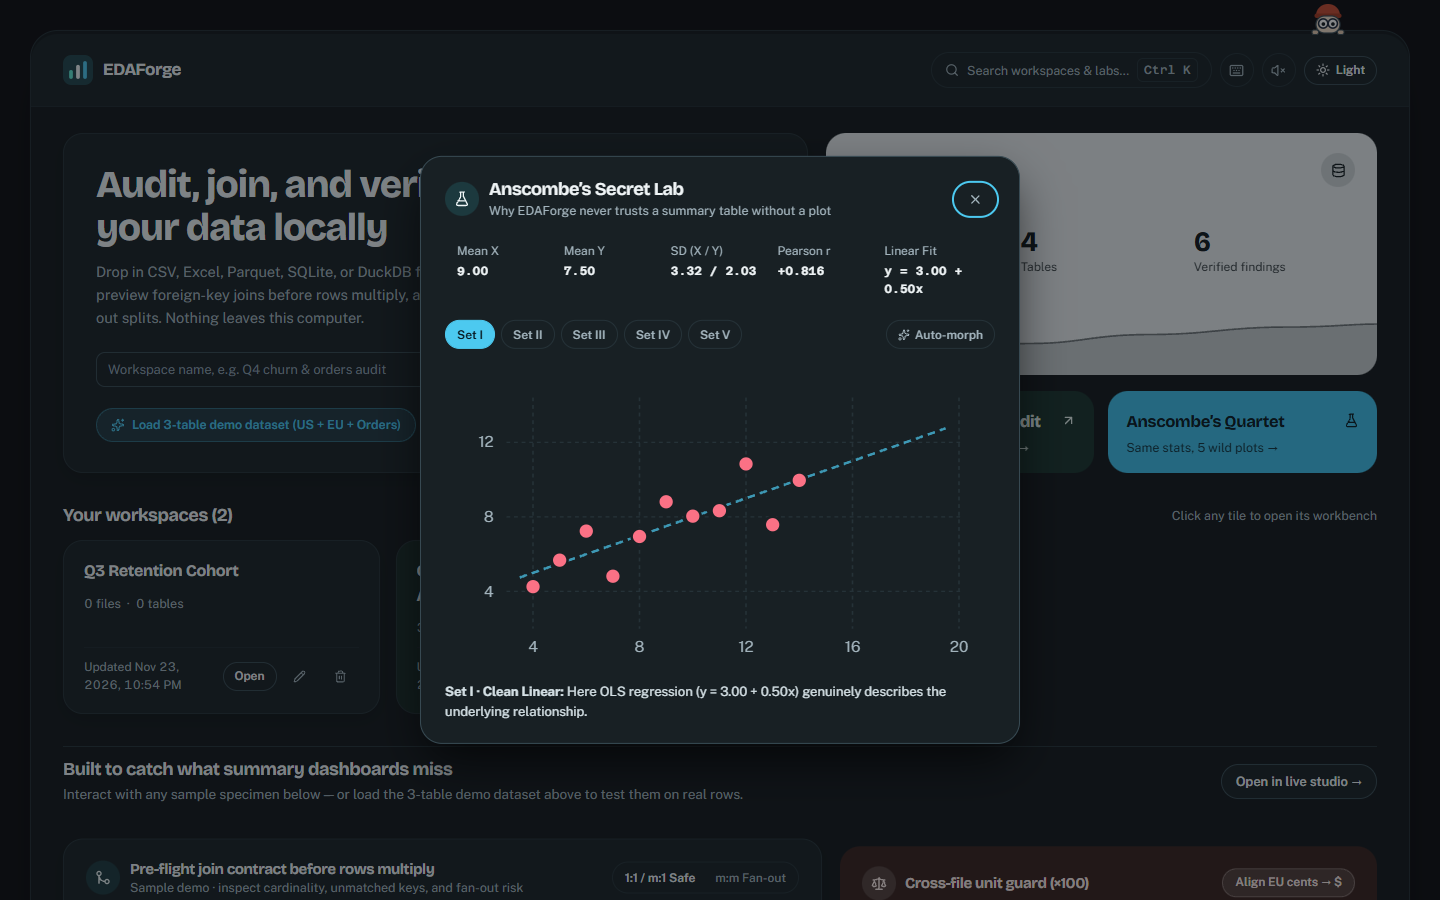 EDAForge
Search workspaces & labs... Ctrl K
Light
Audit, join, and veri
your data locally
Drop in CSV, Excel, Parquet, SQLite, or DuckDB f
preview foreign-key joins before rows multiply, a
out splits. Nothing leaves this computer.
Workspace name, e.g. Q4 churn & orders audit
Load 3-table demo dataset (US + EU + Orders)
4
Tables
6
Verified findings
dit
→
Anscombe's Quartet
Same stats, 5 wild plots →
Anscombe's Secret Lab
Why EDAForge never trusts a summary table without a plot
Mean X
9.00
Mean Y
7.50
SD (X / Y)
3.32 / 2.03
Pearson r
+0.816
Linear Fit
y = 3.00 +
0.50x
Set I
Set II
Set III
Set IV
Set V
Auto-morph
12
8
4
4
8
12
16
20
Set I · Clean Linear: Here OLS regression (y = 3.00 + 0.50x) genuinely describes the
underlying relationship.
Your workspaces (2)
Click any tile to open its workbench
Q3 Retention Cohort
0 files · 0 tables
Updated Nov 23,
2026, 10:54 PM
Open
Built to catch what summary dashboards miss
Interact with any sample specimen below — or load the 3-table demo dataset above to test them on real rows.
Open in live studio →
Pre-flight join contract before rows multiply
Sample demo · inspect cardinality, unmatched keys, and fan-out risk
1:1 / m:1 Safe
m:m Fan-out
Cross-file unit guard (×100)
Align EU cents → $